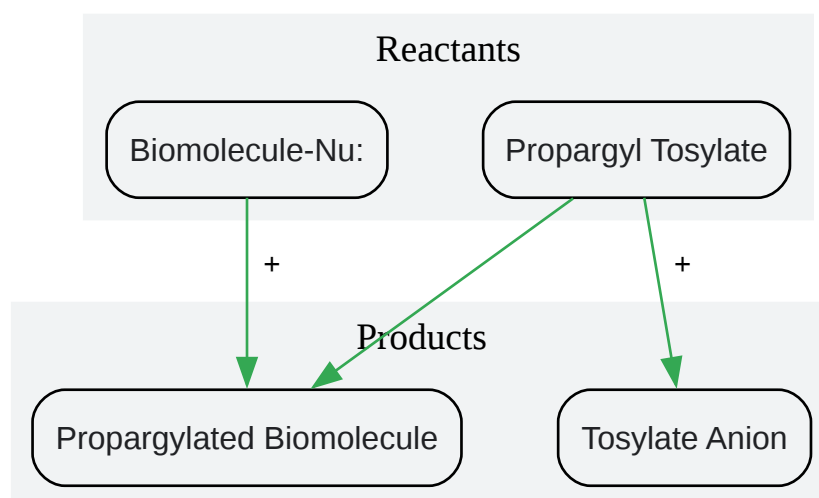 Reactants
Biomolecule-Nu:
Propargyl Tosylate
+
+
Products
Propargylated Biomolecule
Tosylate Anion